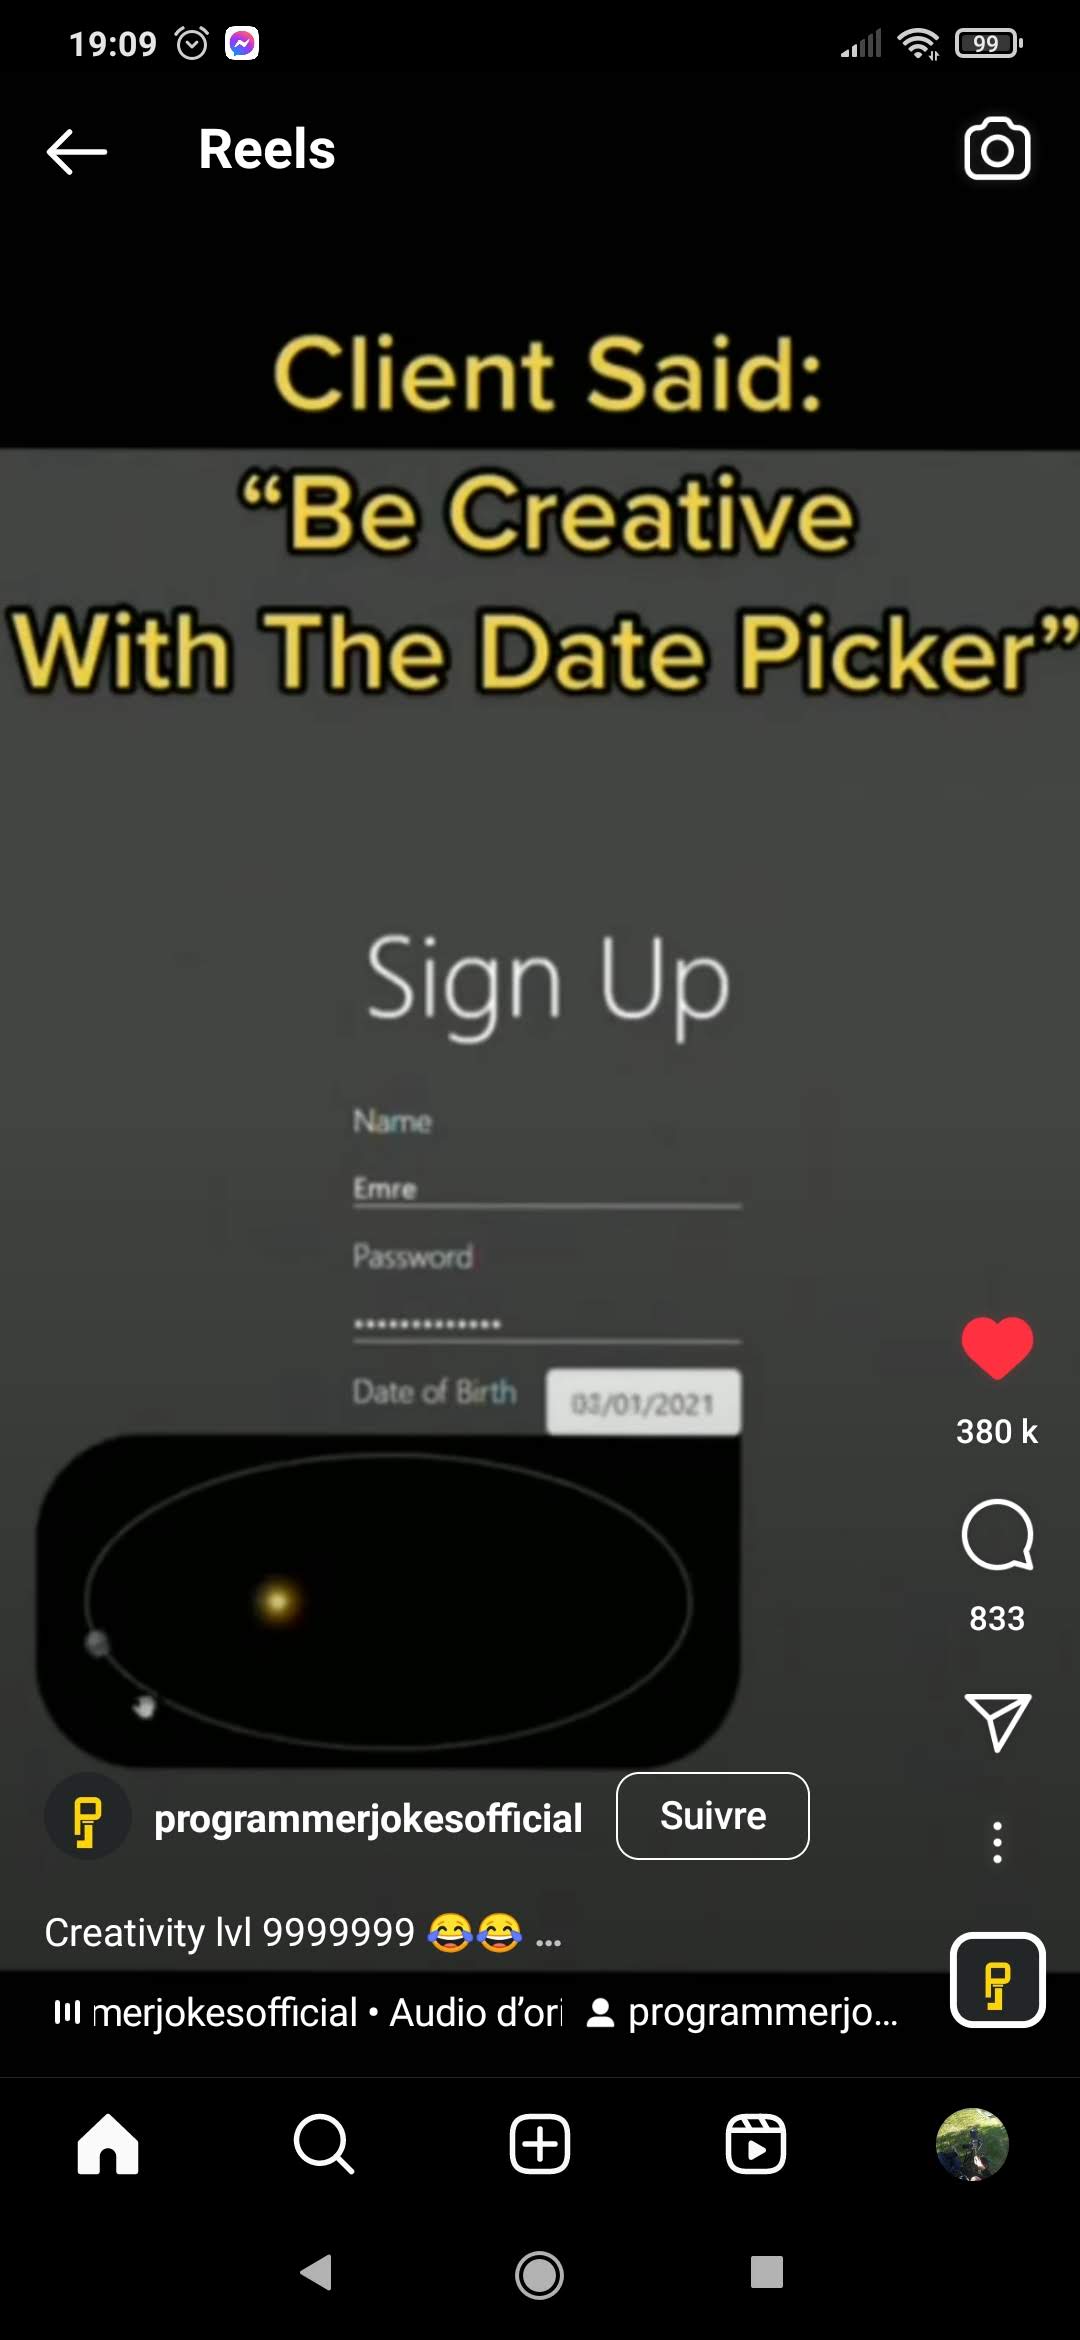 19:09
99
Reels
Client Said:
“Be Creative
With The Date Picker”
Sign Up
Name
Emre
Password
•••••••••••••
Date of Birth
/01/2021
380 k
833
programmerjokesofficial
Suivre
Creativity lvl 9999999 😂😂 ...
merjokesofficial • Audio d’ori
programmerjo...